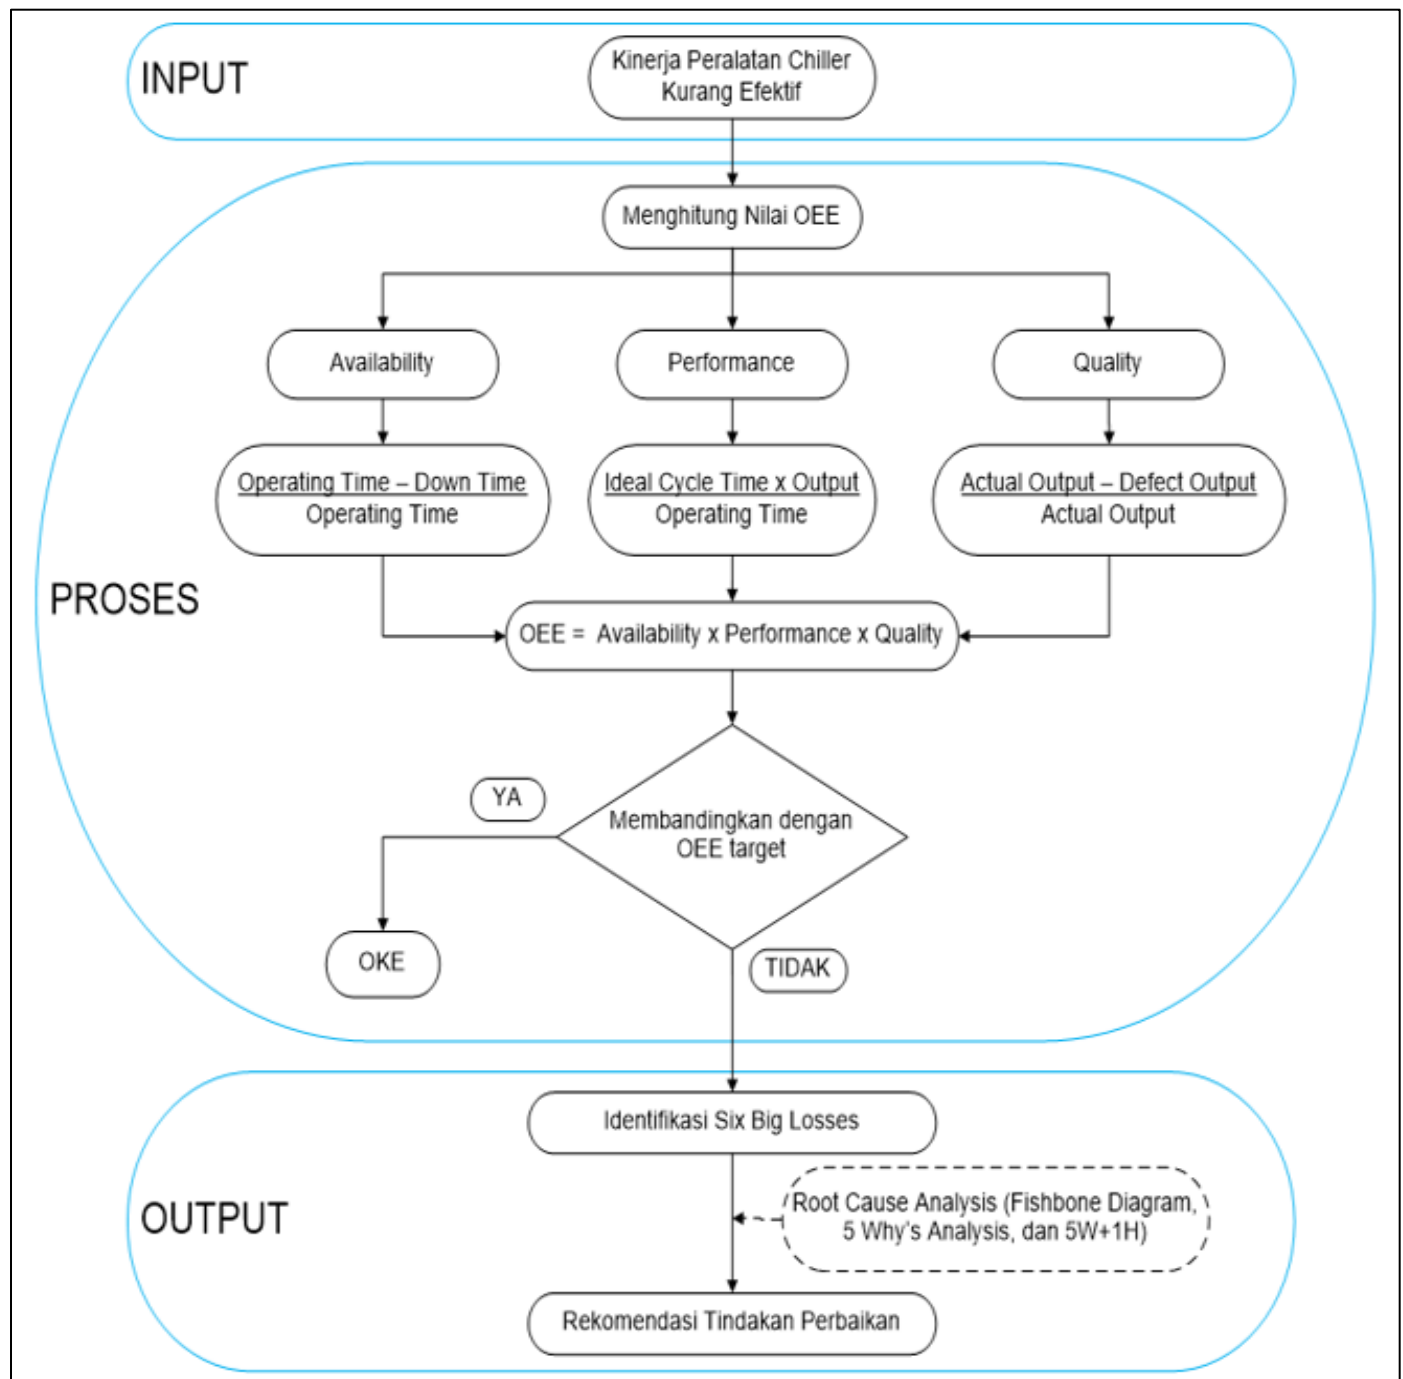 INPUT
Kinerja Peralatan Chiller
Kurang Efektif
PROSES
Menghitung Nilai OEE
Availability
Performance
Quality
Operating Time – Down Time
Operating Time
Ideal Cycle Time x Output
Operating Time
Actual Output – Defect Output
Actual Output
OEE = Availability x Performance x Quality
Membandingkan dengan
OEE target
YA
OKE
TIDAK
OUTPUT
Identifikasi Six Big Losses
Root Cause Analysis (Fishbone Diagram,
5 Why's Analysis, dan 5W+1H)
Rekomendasi Tindakan Perbaikan